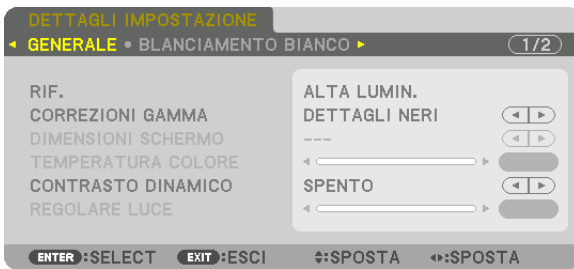 DETTAGLI IMPOSTAZIONE
GENERALE • BLANCIAMENTO BIANCO 1/2
RIF. ALTA LUMIN.
CORREZIONI GAMMA DETTAGLI NERI
DIMENSIONI SCHERMO ---
TEMPERATURA COLORE
CONTRASTO DINAMICO SPENTO
REGOLARE LUCE
ENTER:SELECT EXIT:ESCI :SPOSTA :SPOSTA